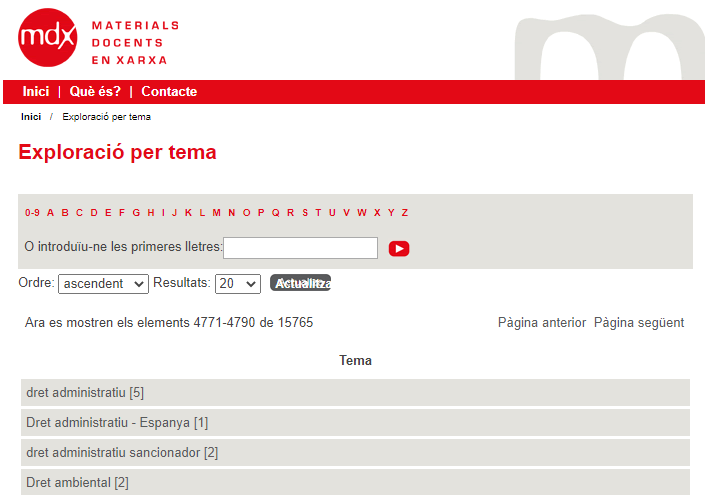 mdx MATERIALS
DOCENTS
EN XARXA
Inici | Què és? | Contacte
Inici / Exploració per tema
Exploració per tema
0-9 A B C D E F G H I J K L M N O P Q R S T U V W X Y Z
O introduïu-ne les primeres lletres:
Ordre: ascendent Resultats: 20
Ara es mostren els elements 4771-4790 de 15765 Pàgina anterior Pàgina següent
Tema
dret administratiu [5]
Dret administratiu - Espanya [1]
dret administratiu sancionador [2]
Dret ambiental [2]